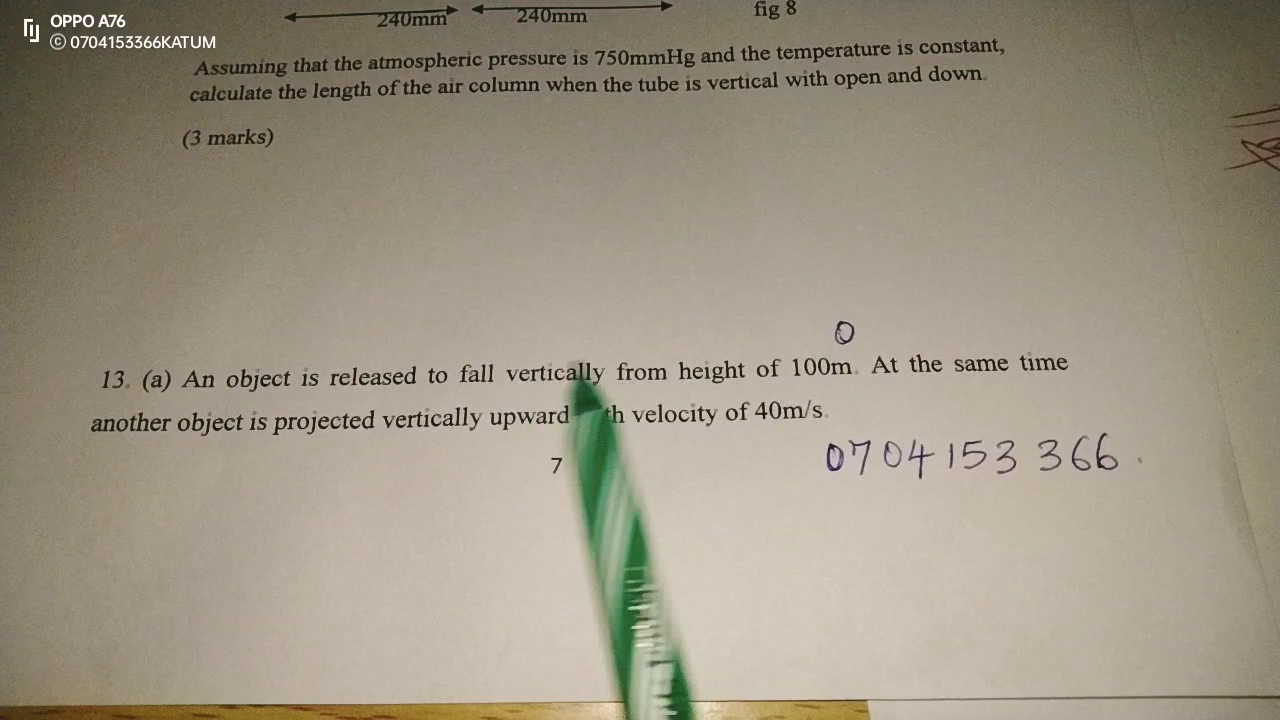 OPPO A76
© 0704153366KATUM
240mm 240mm fig 8
Assuming that the atmospheric pressure is 750mmHg and the temperature is constant,
calculate the length of the air column when the tube is vertical with open and down.
(3 marks)
0
13. (a) An object is released to fall vertically from height of 100m. At the same time
another object is projected vertically upward th velocity of 40m/s.
0704153 366.
7